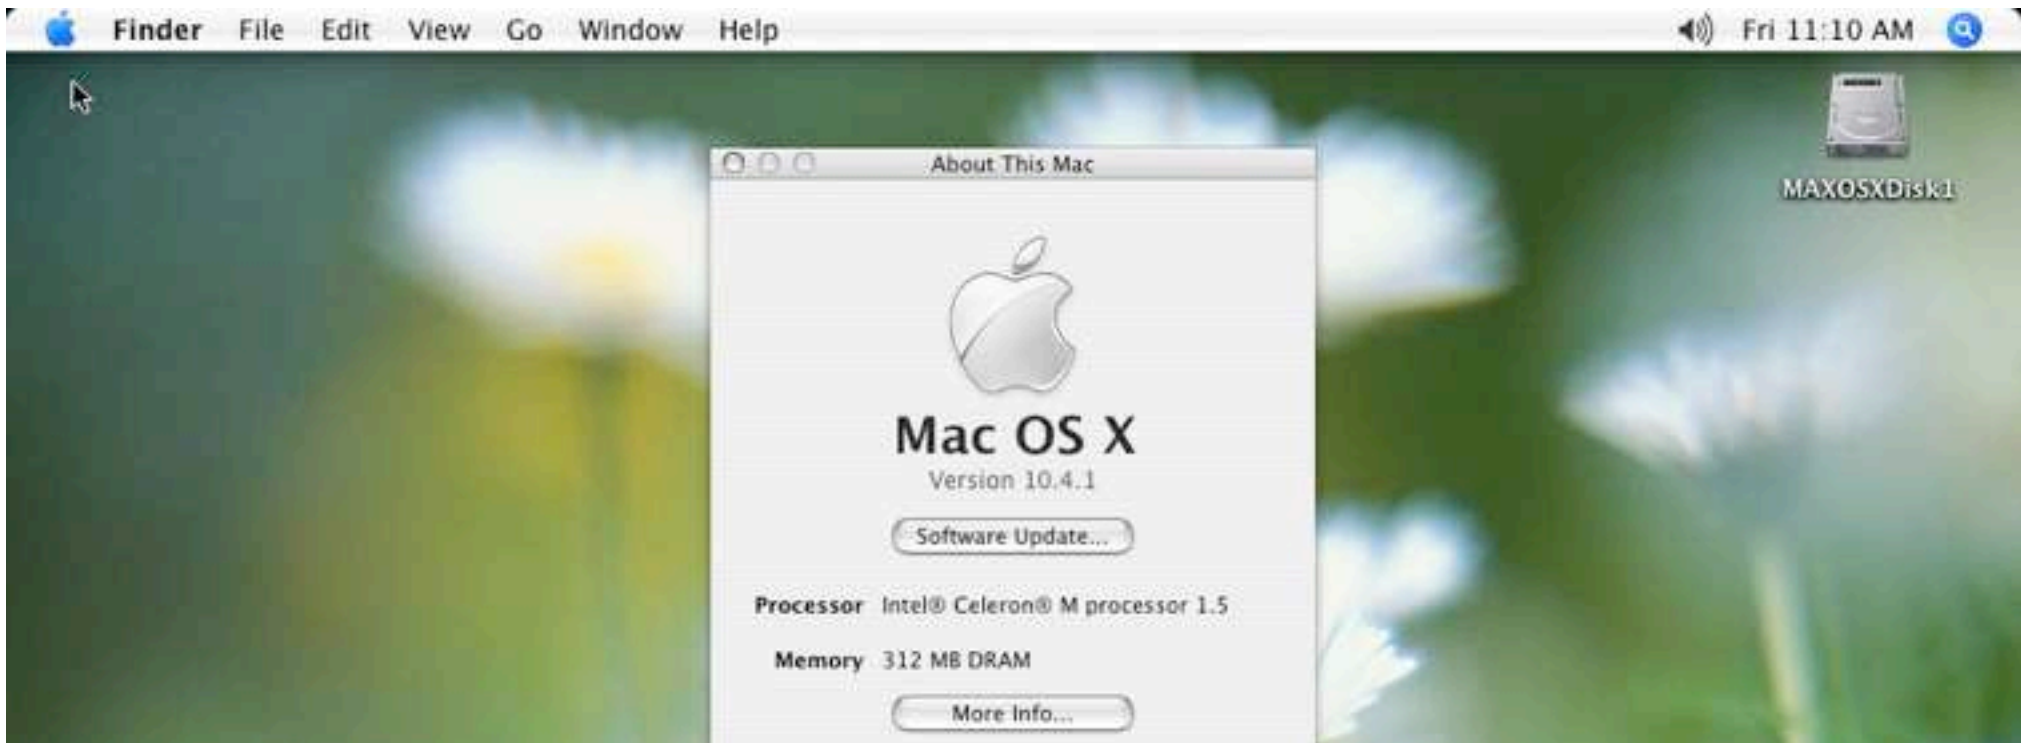 Finder File Edit View Go Window Help Fri 11:10 AM
MAXOSXDisk1
About This Mac
Mac OS X
Version 10.4.1
Software Update...
Processor Intel® Celeron® M processor 1.5
Memory 312 MB DRAM
More Info...